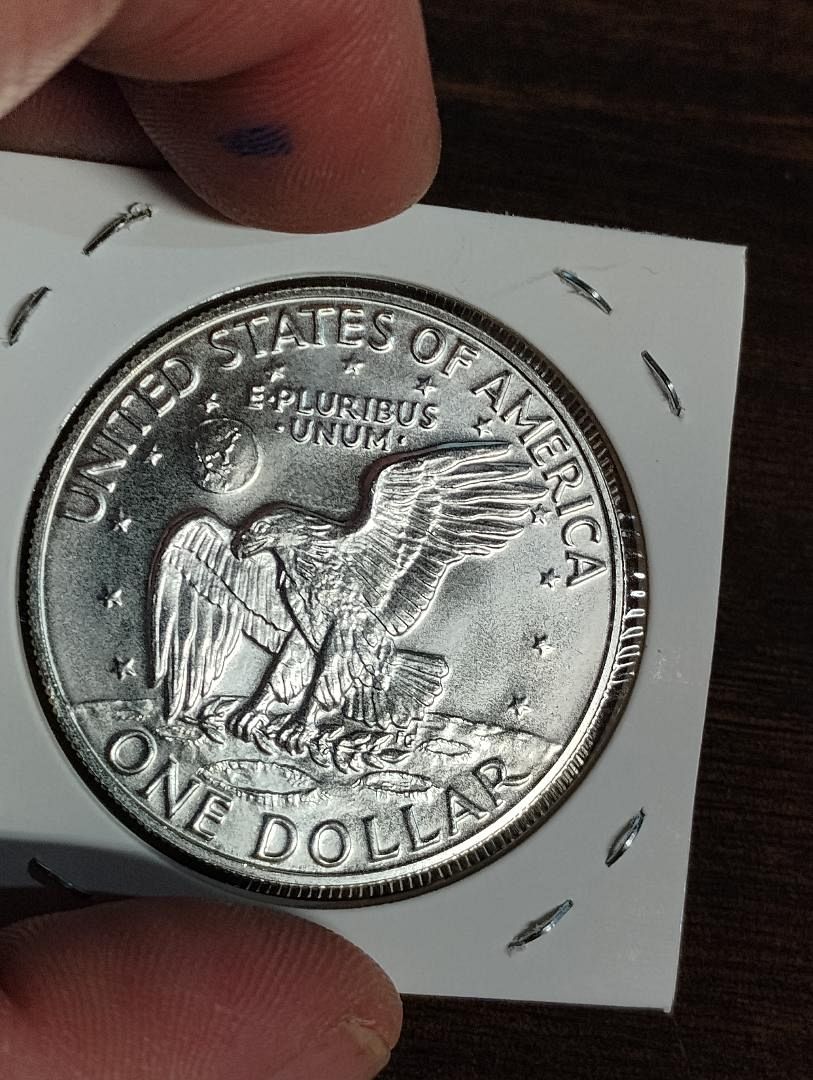 UNITED STATES OF AMERICA
E·PLURIBUS
·UNUM·
ONE DOLLAR